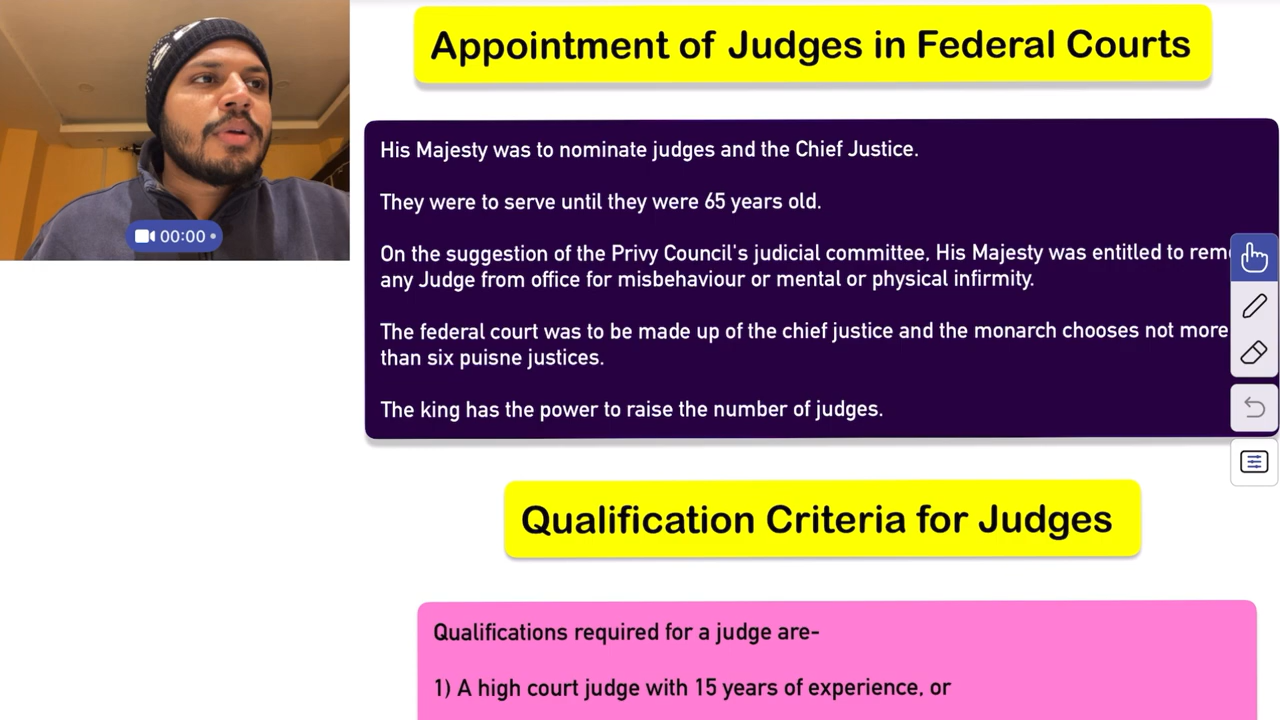 Appointment of Judges in Federal Courts
His Majesty was to nominate judges and the Chief Justice.
They were to serve until they were 65 years old.
On the suggestion of the Privy Council's judicial committee, His Majesty was entitled to
any Judge from office for misbehaviour or mental or physical infirmity.
The federal court was to be made up of the chief justice and the monarch chooses not more
than six puisne justices.
The king has the power to raise the number of judges.
00:00
Qualification Criteria for Judges
Qualifications required for a judge are-
1) A high court judge with 15 years of experience, or